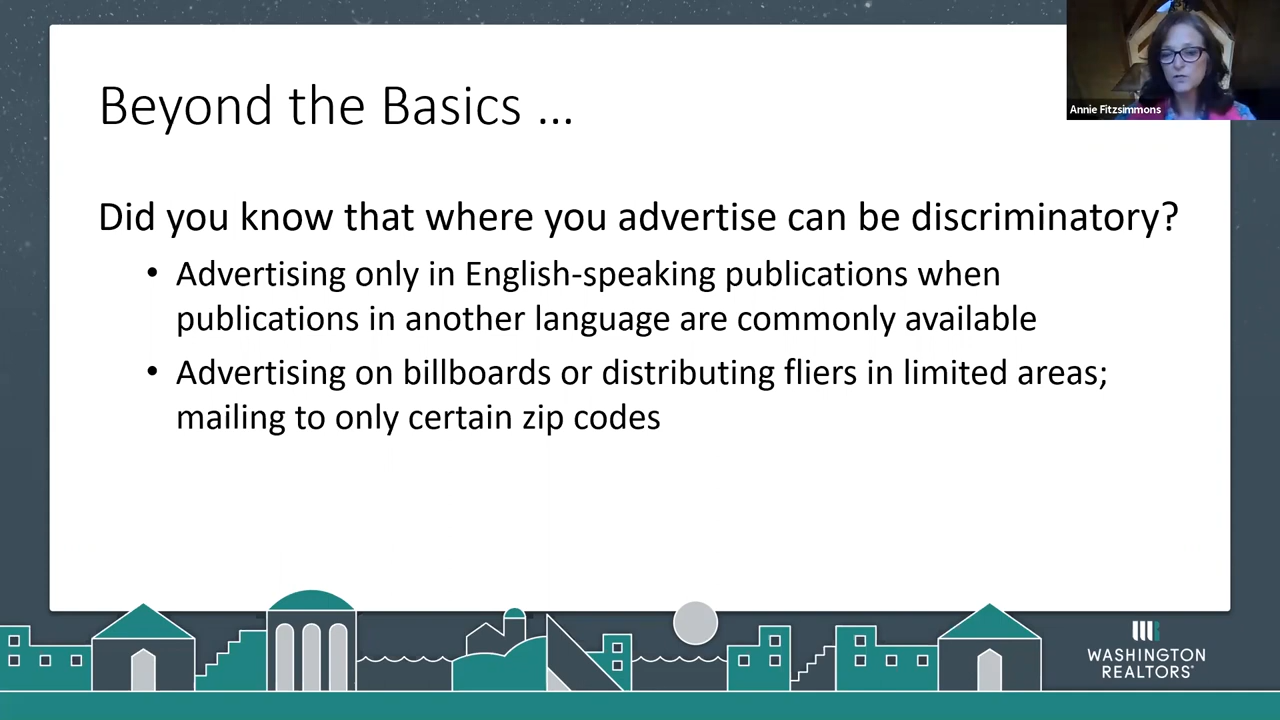 Beyond the Basics ...
Annie Fitzsimmons
Did you know that where you advertise can be discriminatory?
• Advertising only in English-speaking publications when
publications in another language are commonly available
• Advertising on billboards or distributing fliers in limited areas;
mailing to only certain zip codes
WASHINGTON
REALTORS®